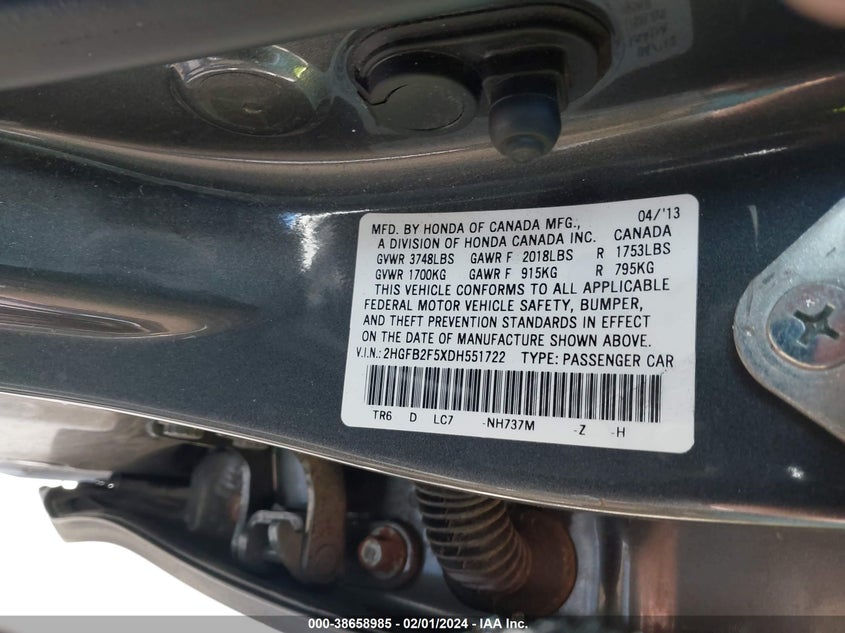 MFD. BY HONDA OF CANADA MFG., 04/'13
A DIVISION OF HONDA CANADA INC. CANADA
GVWR 3748LBS GAWR F 2018LBS R 1753LBS
GVWR 1700KG GAWR F 915KG R 795KG
THIS VEHICLE CONFORMS TO ALL APPLICABLE
FEDERAL MOTOR VEHICLE SAFETY, BUMPER,
AND THEFT PREVENTION STANDARDS IN EFFECT
ON THE DATE OF MANUFACTURE SHOWN ABOVE.
V.I.N.: 2HGFB2F5XDH551722 TYPE: PASSENGER CAR
TR6 D LC7 -NH737M -Z -H
000-38658985 - 02/01/2024 - IAA Inc.